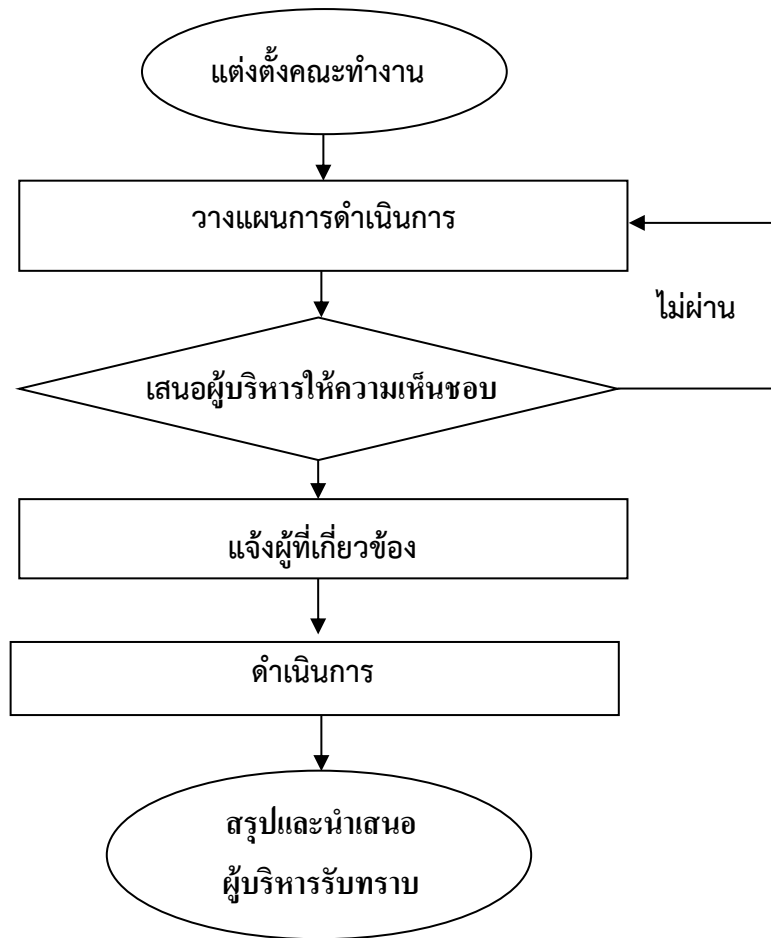 แต่งตั้งคณะทำงาน
วางแผนการดำเนินการ
ไม่ผ่าน
เสนอผู้บริหารให้ความเห็นชอบ
แจ้งผู้ที่เกี่ยวข้อง
ดำเนินการ
สรุปและนำเสนอ
ผู้บริหารรับทราบ